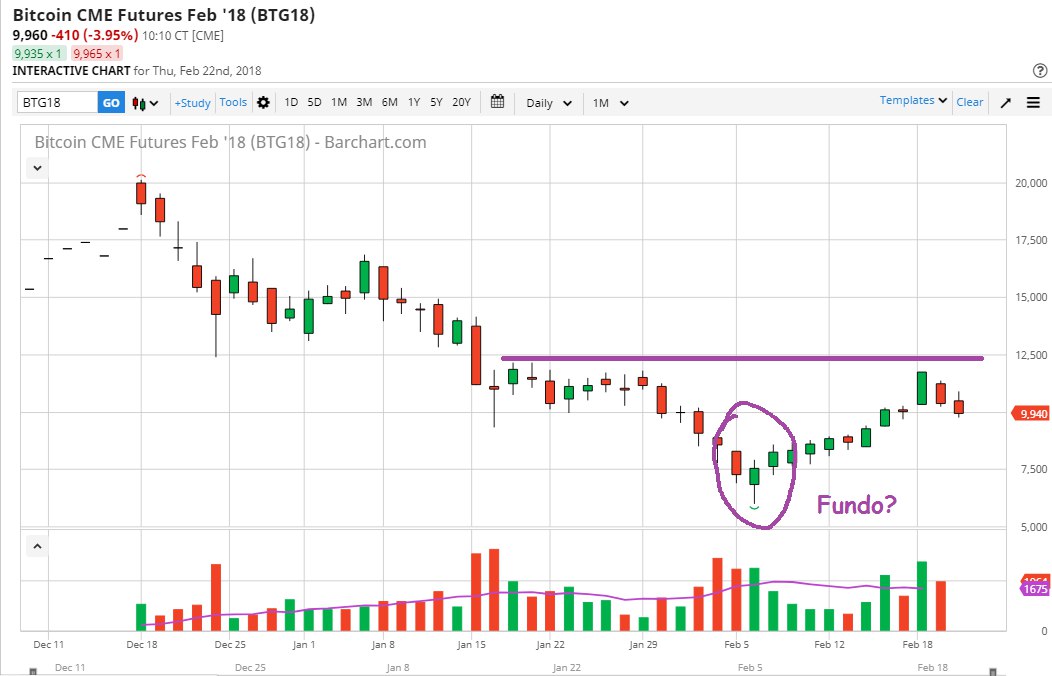 Bitcoin CME Futures Feb '18 (BTG18)
9,960 -410 (-3.95%) 10:10 CT [CME]
9,935 x 1 9,965 x 1
INTERACTIVE CHART for Thu, Feb 22nd, 2018
BTG18 GO +Study Tools 1D 5D 1M 3M 6M 1Y 5Y 20Y Daily 1M Templates Clear
Bitcoin CME Futures Feb '18 (BTG18) - Barchart.com
20,000
17,500
15,000
12,500
9,940
7,500
Fundo?
5,000
1675
0
Dec 11 Dec 18 Dec 25 Jan 1 Jan 8 Jan 15 Jan 22 Jan 29 Feb 5 Feb 12 Feb 18
Dec 11 Dec 25 Jan 8 Jan 22 Feb 5 Feb 18